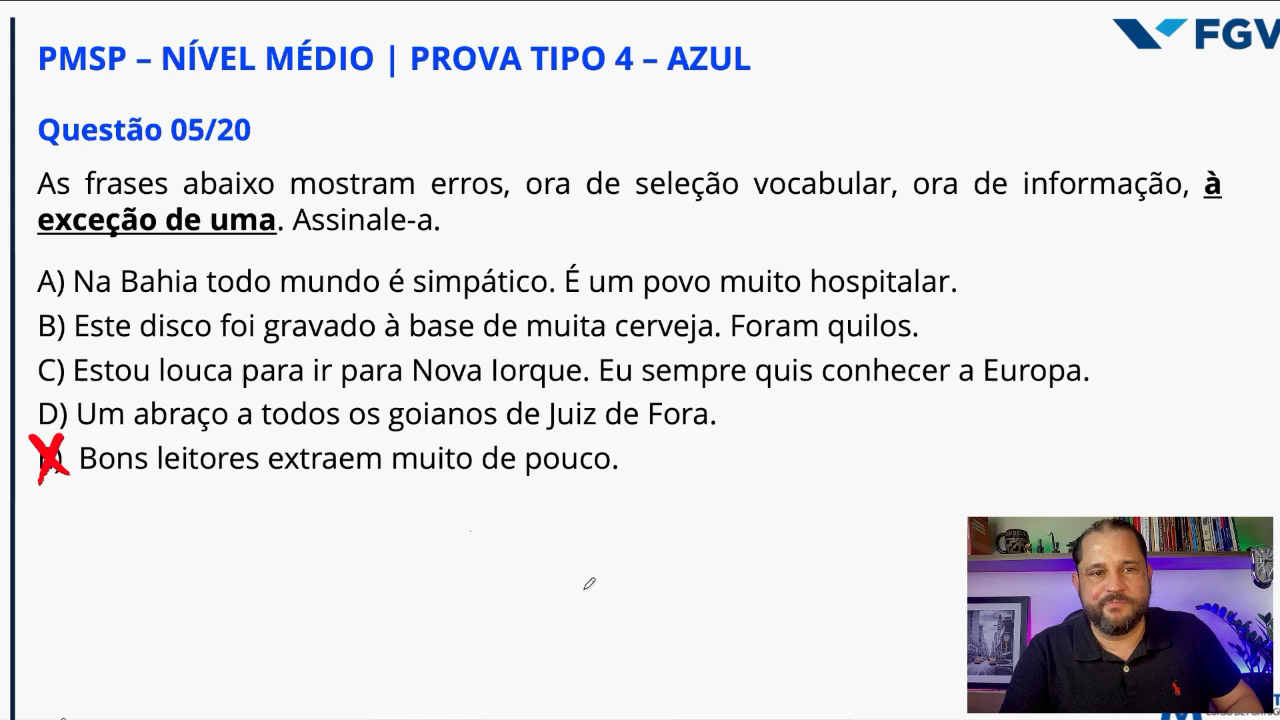 FGV
PMSP – NÍVEL MÉDIO | PROVA TIPO 4 – AZUL
Questão 05/20
As frases abaixo mostram erros, ora de seleção vocabular, ora de informação, à
exceção de uma. Assinale-a.
A) Na Bahia todo mundo é simpático. É um povo muito hospitalar.
B) Este disco foi gravado à base de muita cerveja. Foram quilos.
C) Estou louca para ir para Nova Iorque. Eu sempre quis conhecer a Europa.
D) Um abraço a todos os goianos de Juiz de Fora.
Bons leitores extraem muito de pouco.